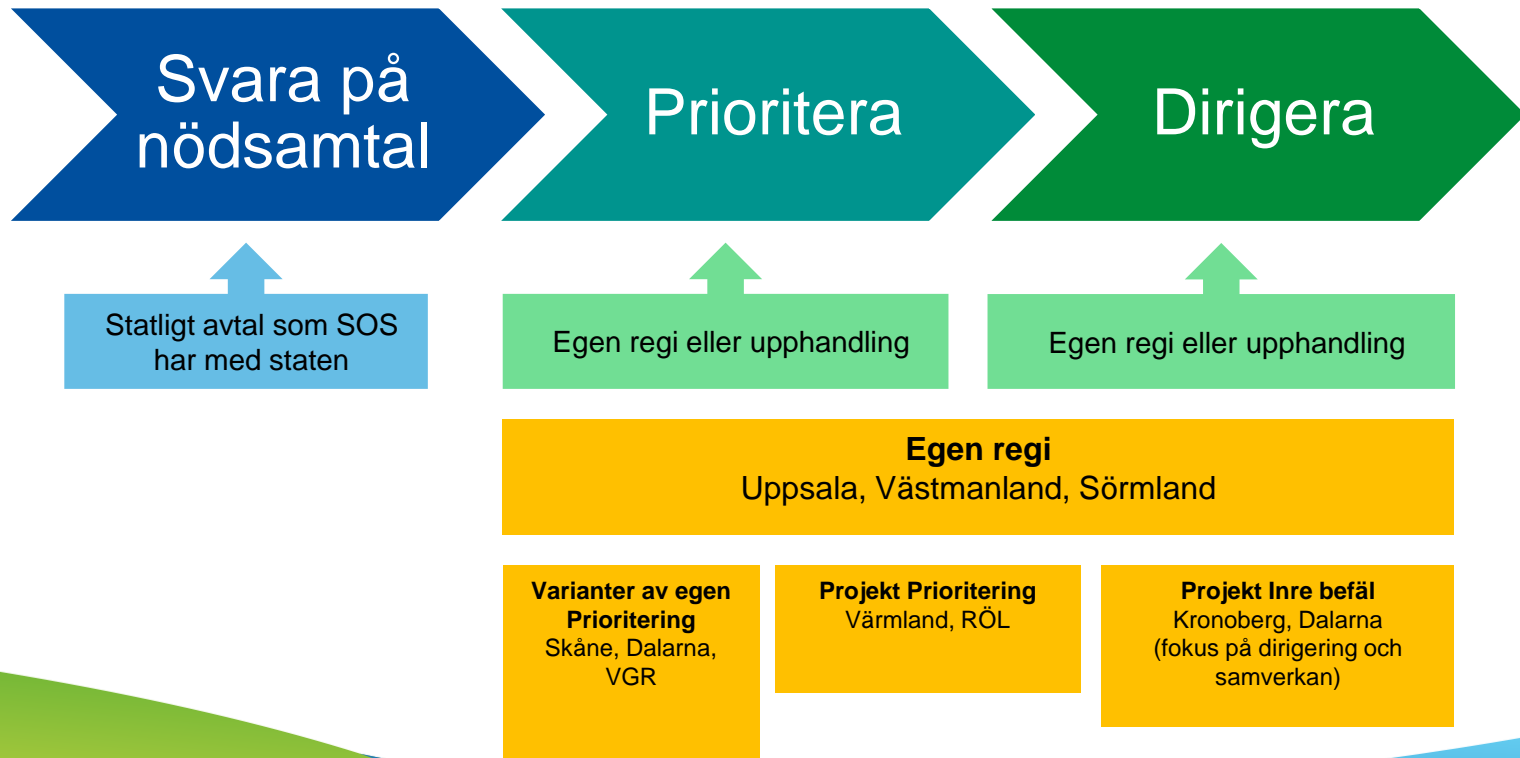 Svara på
nödsamtal
Prioritera
Dirigera
Statligt avtal som SOS
har med staten
Egen regi eller upphandling
Egen regi eller upphandling
Egen regi
Uppsala, Västmanland, Sörmland
Varianter av egen
Prioritering
Skåne, Dalarna,
VGR
Projekt Prioritering
Värmland, RÖL
Projekt Inre befäl
Kronoberg, Dalarna
(fokus på dirigering och
samverkan)